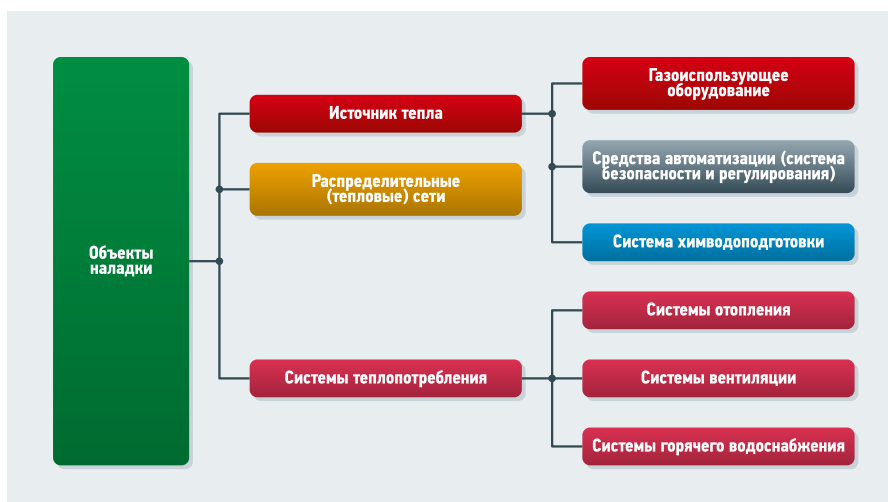 Объекты
наладки
Источник тепла
Распределительные
(тепловые) сети
Системы теплопотребления
Газоиспользующее
оборудование
Средства автоматизации (система
безопасности и регулирования)
Система химводоподготовки
Системы отопления
Системы вентиляции
Системы горячего водоснабжения